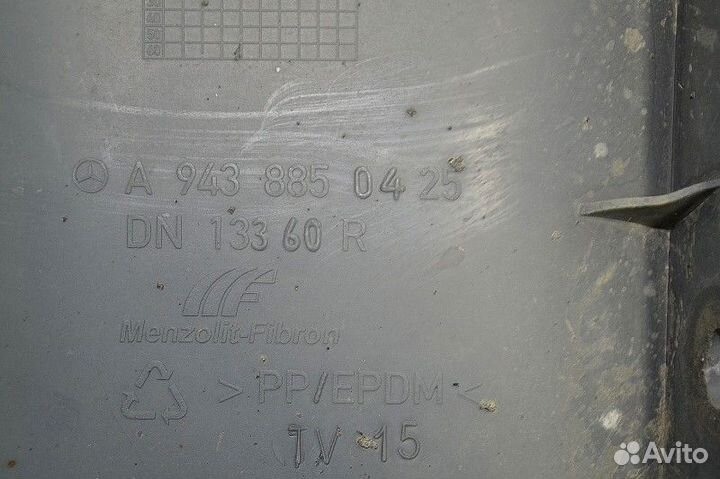 A 943 885 04 25
DN 133 60 R
Menzolit-Fibron
> PP/EPDM <
TV 15
Avito